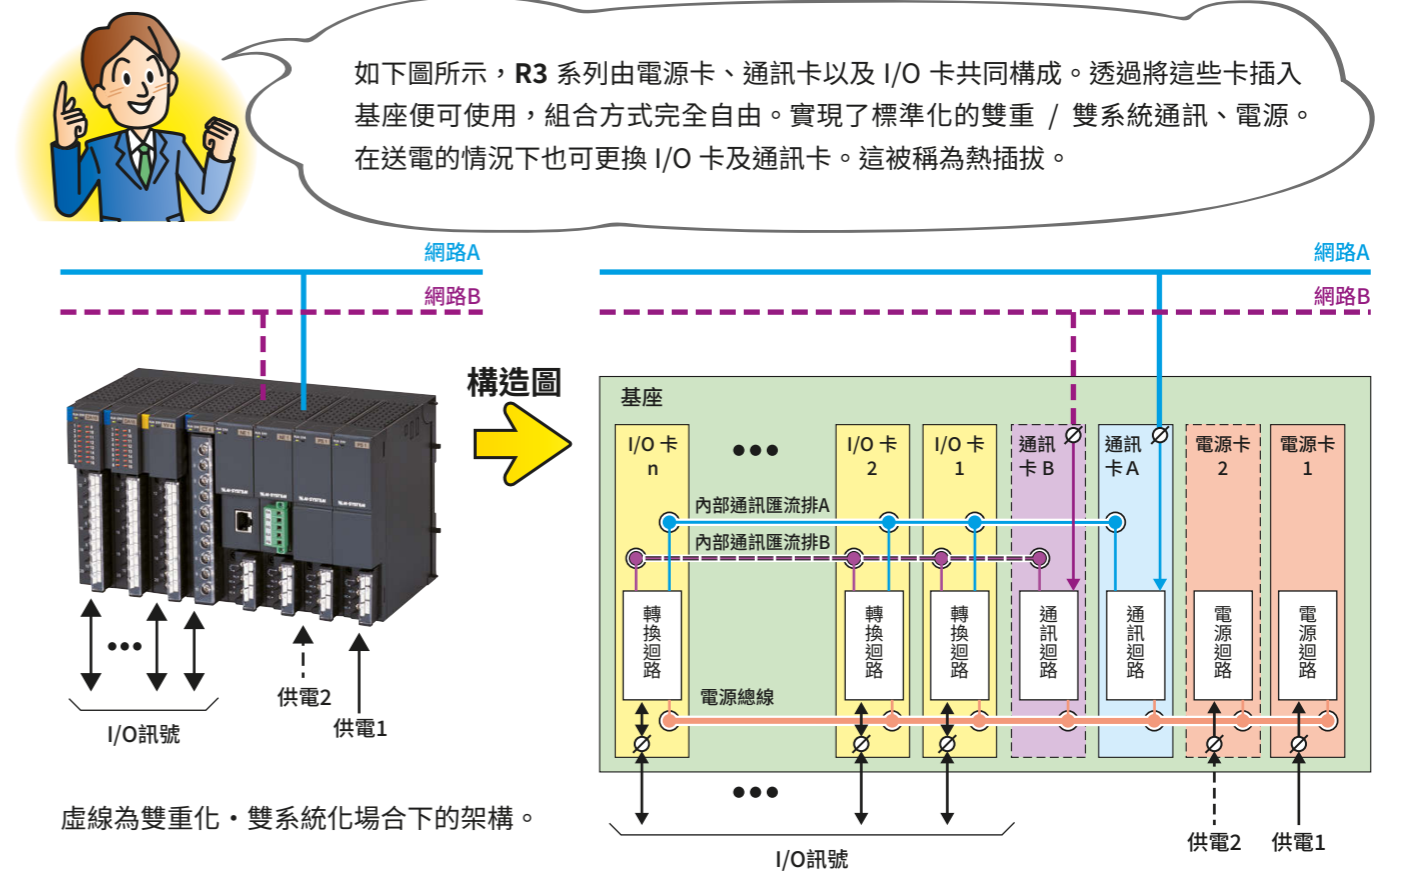 如下圖所示，R3 系列由電源卡、通訊卡以及 I/O 卡共同構成。透過將這些卡插入
基座便可使用，組合方式完全自由。實現了標準化的雙重 / 雙系統通訊、電源。
在送電的情況下也可更換 I/O 卡及通訊卡。這被稱為熱插拔。
網路A
網路B
供電2
供電1
I/O訊號
虛線為雙重化・雙系統化場合下的架構。
構造圖
網路A
網路B
基座
I/O 卡
n
I/O 卡
2
I/O 卡
1
通訊
卡 B
通訊
卡 A
電源卡
2
電源卡
1
內部通訊匯流排A
內部通訊匯流排B
轉換迴路
轉換迴路
轉換迴路
通訊迴路
通訊迴路
電源迴路
電源迴路
電源總線
I/O訊號
供電2
供電1